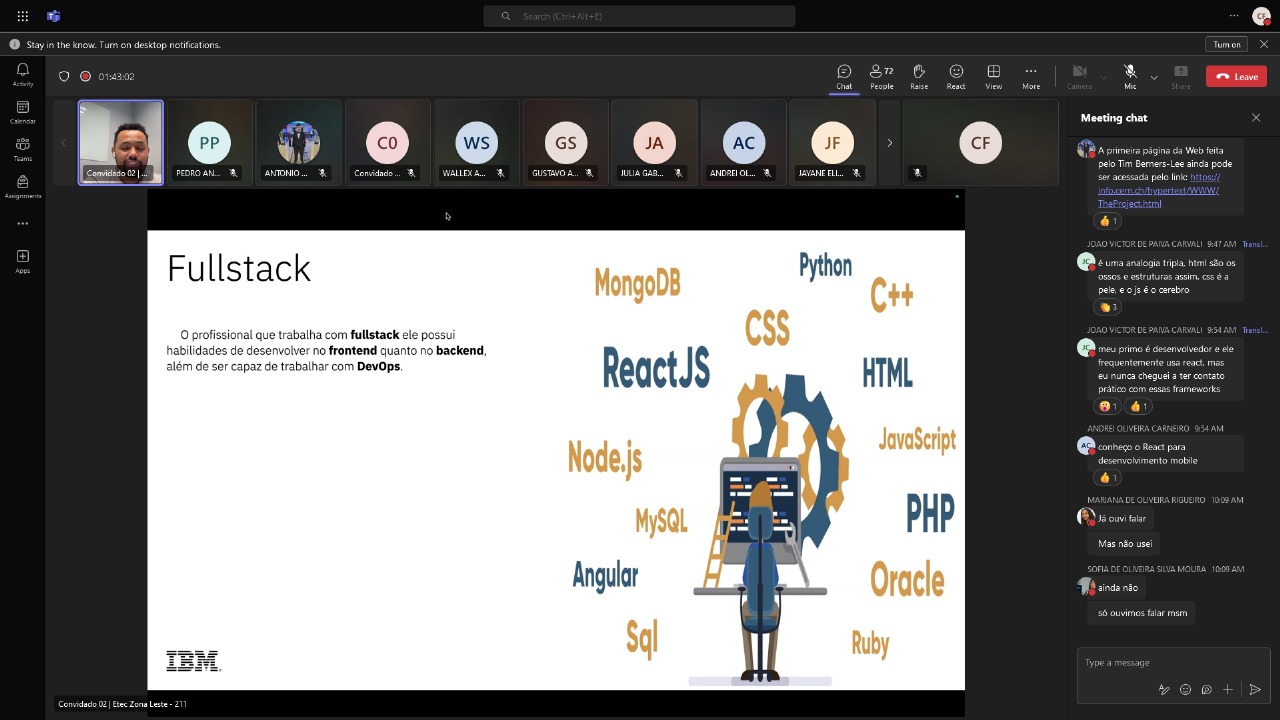 Search (Ctrl+Alt+E)
CF
Stay in the know. Turn on desktop notifications.
Turn on
Activity
Calendar
Teams
Assignments
Apps
01:43:02
Chat
72
People
Raise
React
View
More
Camera
Mic
Share
Leave
Convidado 02 | ...
PP
PEDRO AN...
ANTONIO ...
C0
Convidado ...
WS
WALLEX A...
GS
GUSTAVO A...
JA
JULIA GAB...
AC
ANDREI OL...
JF
JAYANE ELI...
CF
Fullstack
O profissional que trabalha com fullstack ele possui
habilidades de desenvolver no frontend quanto no backend,
além de ser capaz de trabalhar com DevOps.
MongoDB
Python
C++
CSS
ReactJS
HTML
JavaScript
Node.js
MySQL
PHP
Angular
Oracle
Sql
Ruby
IBM
Convidado 02 | Etec Zona Leste - 211
Meeting chat
A primeira página da Web feita
pelo Tim Berners-Lee ainda pode
ser acessada pelo link: https://
info.cern.ch/hypertext/WWW/
TheProject.html
1
JOAO VICTOR DE PAIVA CARVALI 9:47 AM Transl...
JC
é uma analogia tripla, html são os
ossos e estruturas assim, css é a
pele, e o js é o cerebro
3
JOAO VICTOR DE PAIVA CARVALI 9:54 AM Transl...
JC
meu primo é desenvolvedor e ele
frequentemente usa react, mas
eu nunca cheguei a ter contato
prático com essas frameworks
1 1
ANDREI OLIVEIRA CARNEIRO 9:54 AM
AC
conheço o React para
desenvolvimento mobile
1
MARIANA DE OLIVEIRA RIGUEIRO 10:09 AM
Já ouvi falar
Mas não usei
SOFIA DE OLIVEIRA SILVA MOURA 10:09 AM
ainda não
só ouvimos falar msm
Type a message